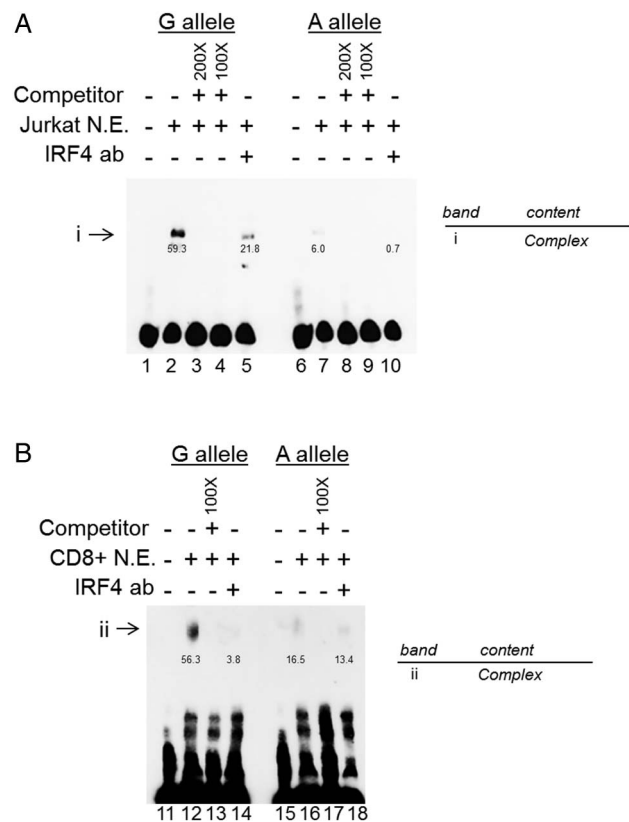 A
G allele A allele
200X 100X 200X 100X
Competitor - - + + - - - + + -
Jurkat N.E. - + + + + - + + + +
IRF4 ab - - - - + - - - - +
i → band content
59.3 21.8 6.0 0.7 i Complex
1 2 3 4 5 6 7 8 9 10
B
G allele A allele
100X 100X
Competitor - - + - - - + -
CD8+ N.E. - + + + - + + +
IRF4 ab - - - + - - - +
ii →
band content
56.3 3.8 16.5 13.4 ii Complex
11 12 13 14 15 16 17 18